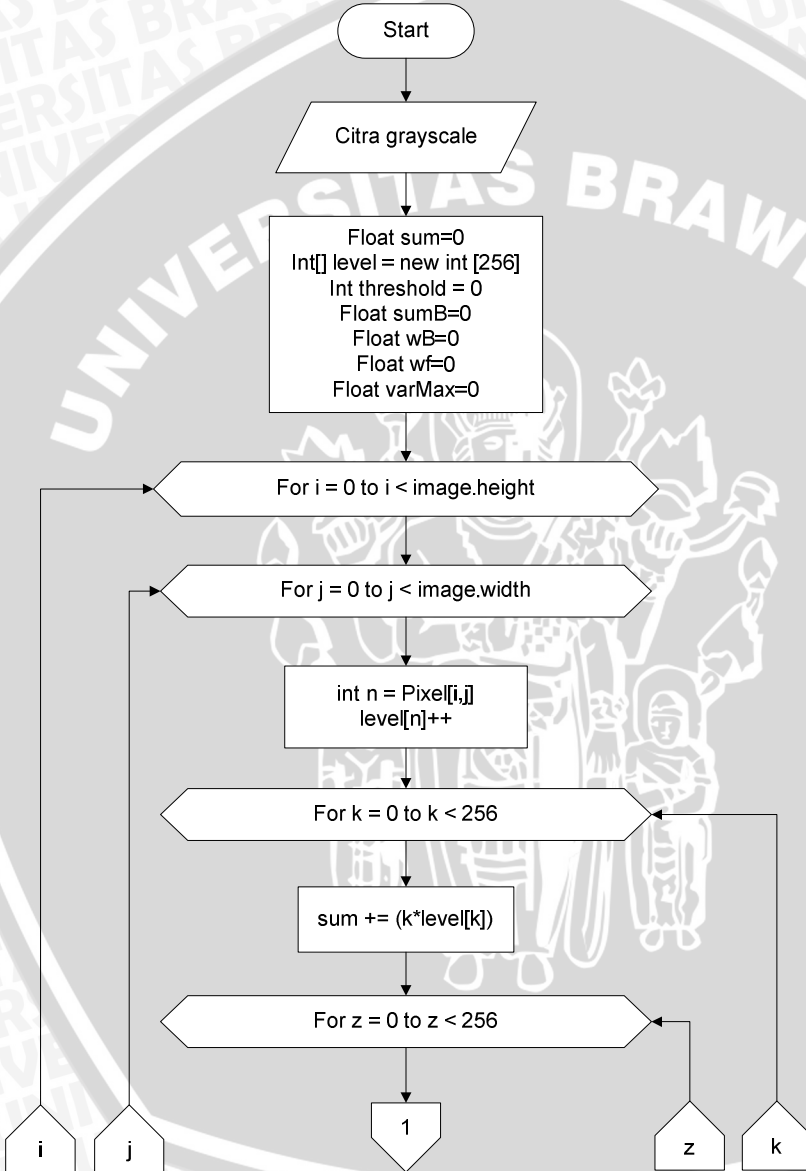 Start
Citra grayscale
Float sum=0
Int[] level = new int [256]
Int threshold = 0
Float sumB=0
Float wB=0
Float wf=0
Float varMax=0
For i = 0 to i < image.height
For j = 0 to j < image.width
int n = Pixel[i,j]
level[n]++
For k = 0 to k < 256
sum += (k*level[k])
For z = 0 to z < 256
1
i
j
z
k
UNIVERSITAS BRAW